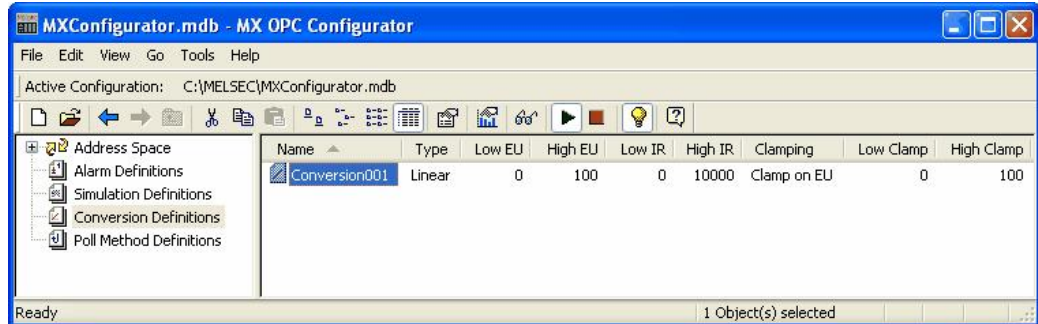 MXConfigurator.mdb - MX OPC Configurator
File Edit View Go Tools Help
Active Configuration: C:\MELSEC\MXConfigurator.mdb
Address Space
Alarm Definitions
Simulation Definitions
Conversion Definitions
Poll Method Definitions
Name Type Low EU High EU Low IR High IR Clamping Low Clamp High Clamp
Conversion001 Linear 0 100 0 10000 Clamp on EU 0 100
Ready 1 Object(s) selected